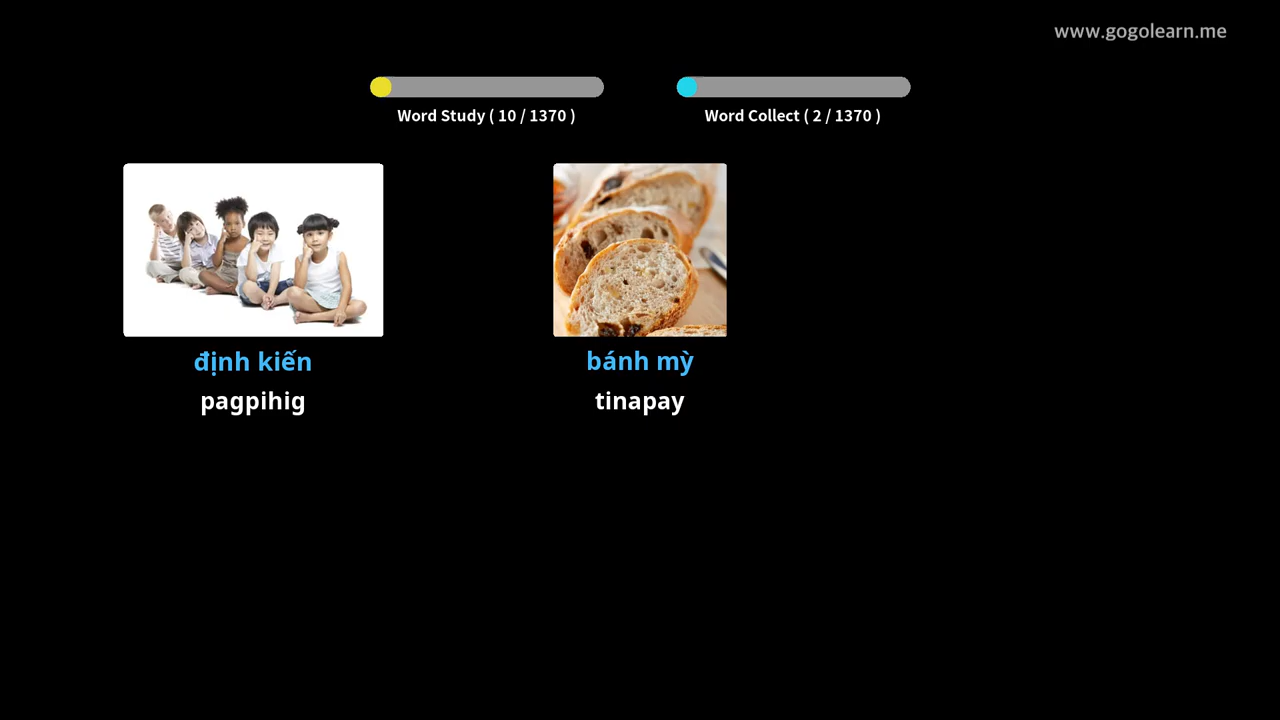 www.gogolearn.me
Word Study ( 10 / 1370 )
Word Collect ( 2 / 1370 )
định kiến
pagpihig
bánh mỳ
tinapay